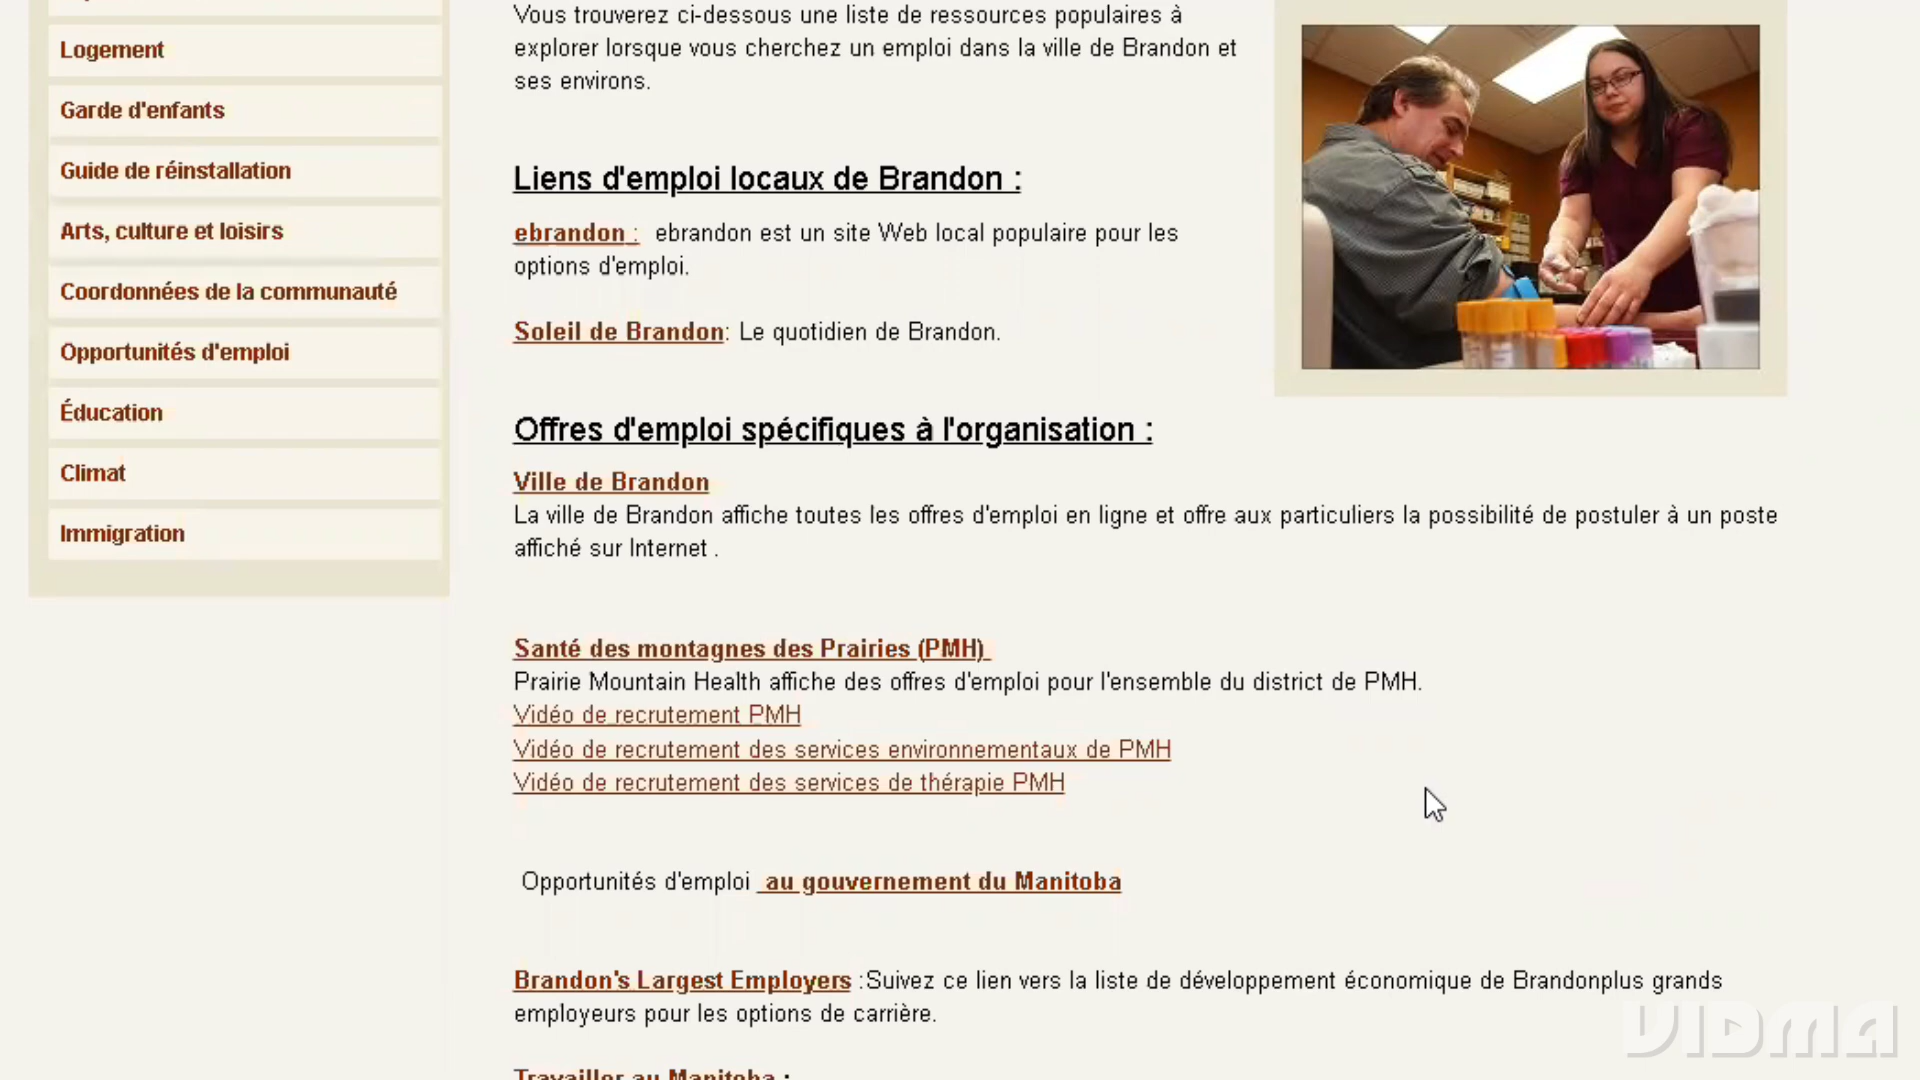 Logement
Garde d'enfants
Guide de réinstallation
Arts, culture et loisirs
Coordonnées de la communauté
Opportunités d'emploi
Éducation
Climat
Immigration
Vous trouverez ci-dessous une liste de ressources populaires à
explorer lorsque vous cherchez un emploi dans la ville de Brandon et
ses environs.
Liens d'emploi locaux de Brandon :
ebrandon :  ebrandon est un site Web local populaire pour les
options d'emploi.
Soleil de Brandon: Le quotidien de Brandon.
Offres d'emploi spécifiques à l'organisation :
Ville de Brandon
La ville de Brandon affiche toutes les offres d'emploi en ligne et offre aux particuliers la possibilité de postuler à un poste
affiché sur Internet .
Santé des montagnes des Prairies (PMH)
Prairie Mountain Health affiche des offres d'emploi pour l'ensemble du district de PMH.
Vidéo de recrutement PMH
Vidéo de recrutement des services environnementaux de PMH
Vidéo de recrutement des services de thérapie PMH
Opportunités d'emploi  au gouvernement du Manitoba
Brandon's Largest Employers :Suivez ce lien vers la liste de développement économique de Brandonplus grands
employeurs pour les options de carrière.
Travailler au Manitoba :
VIDMA